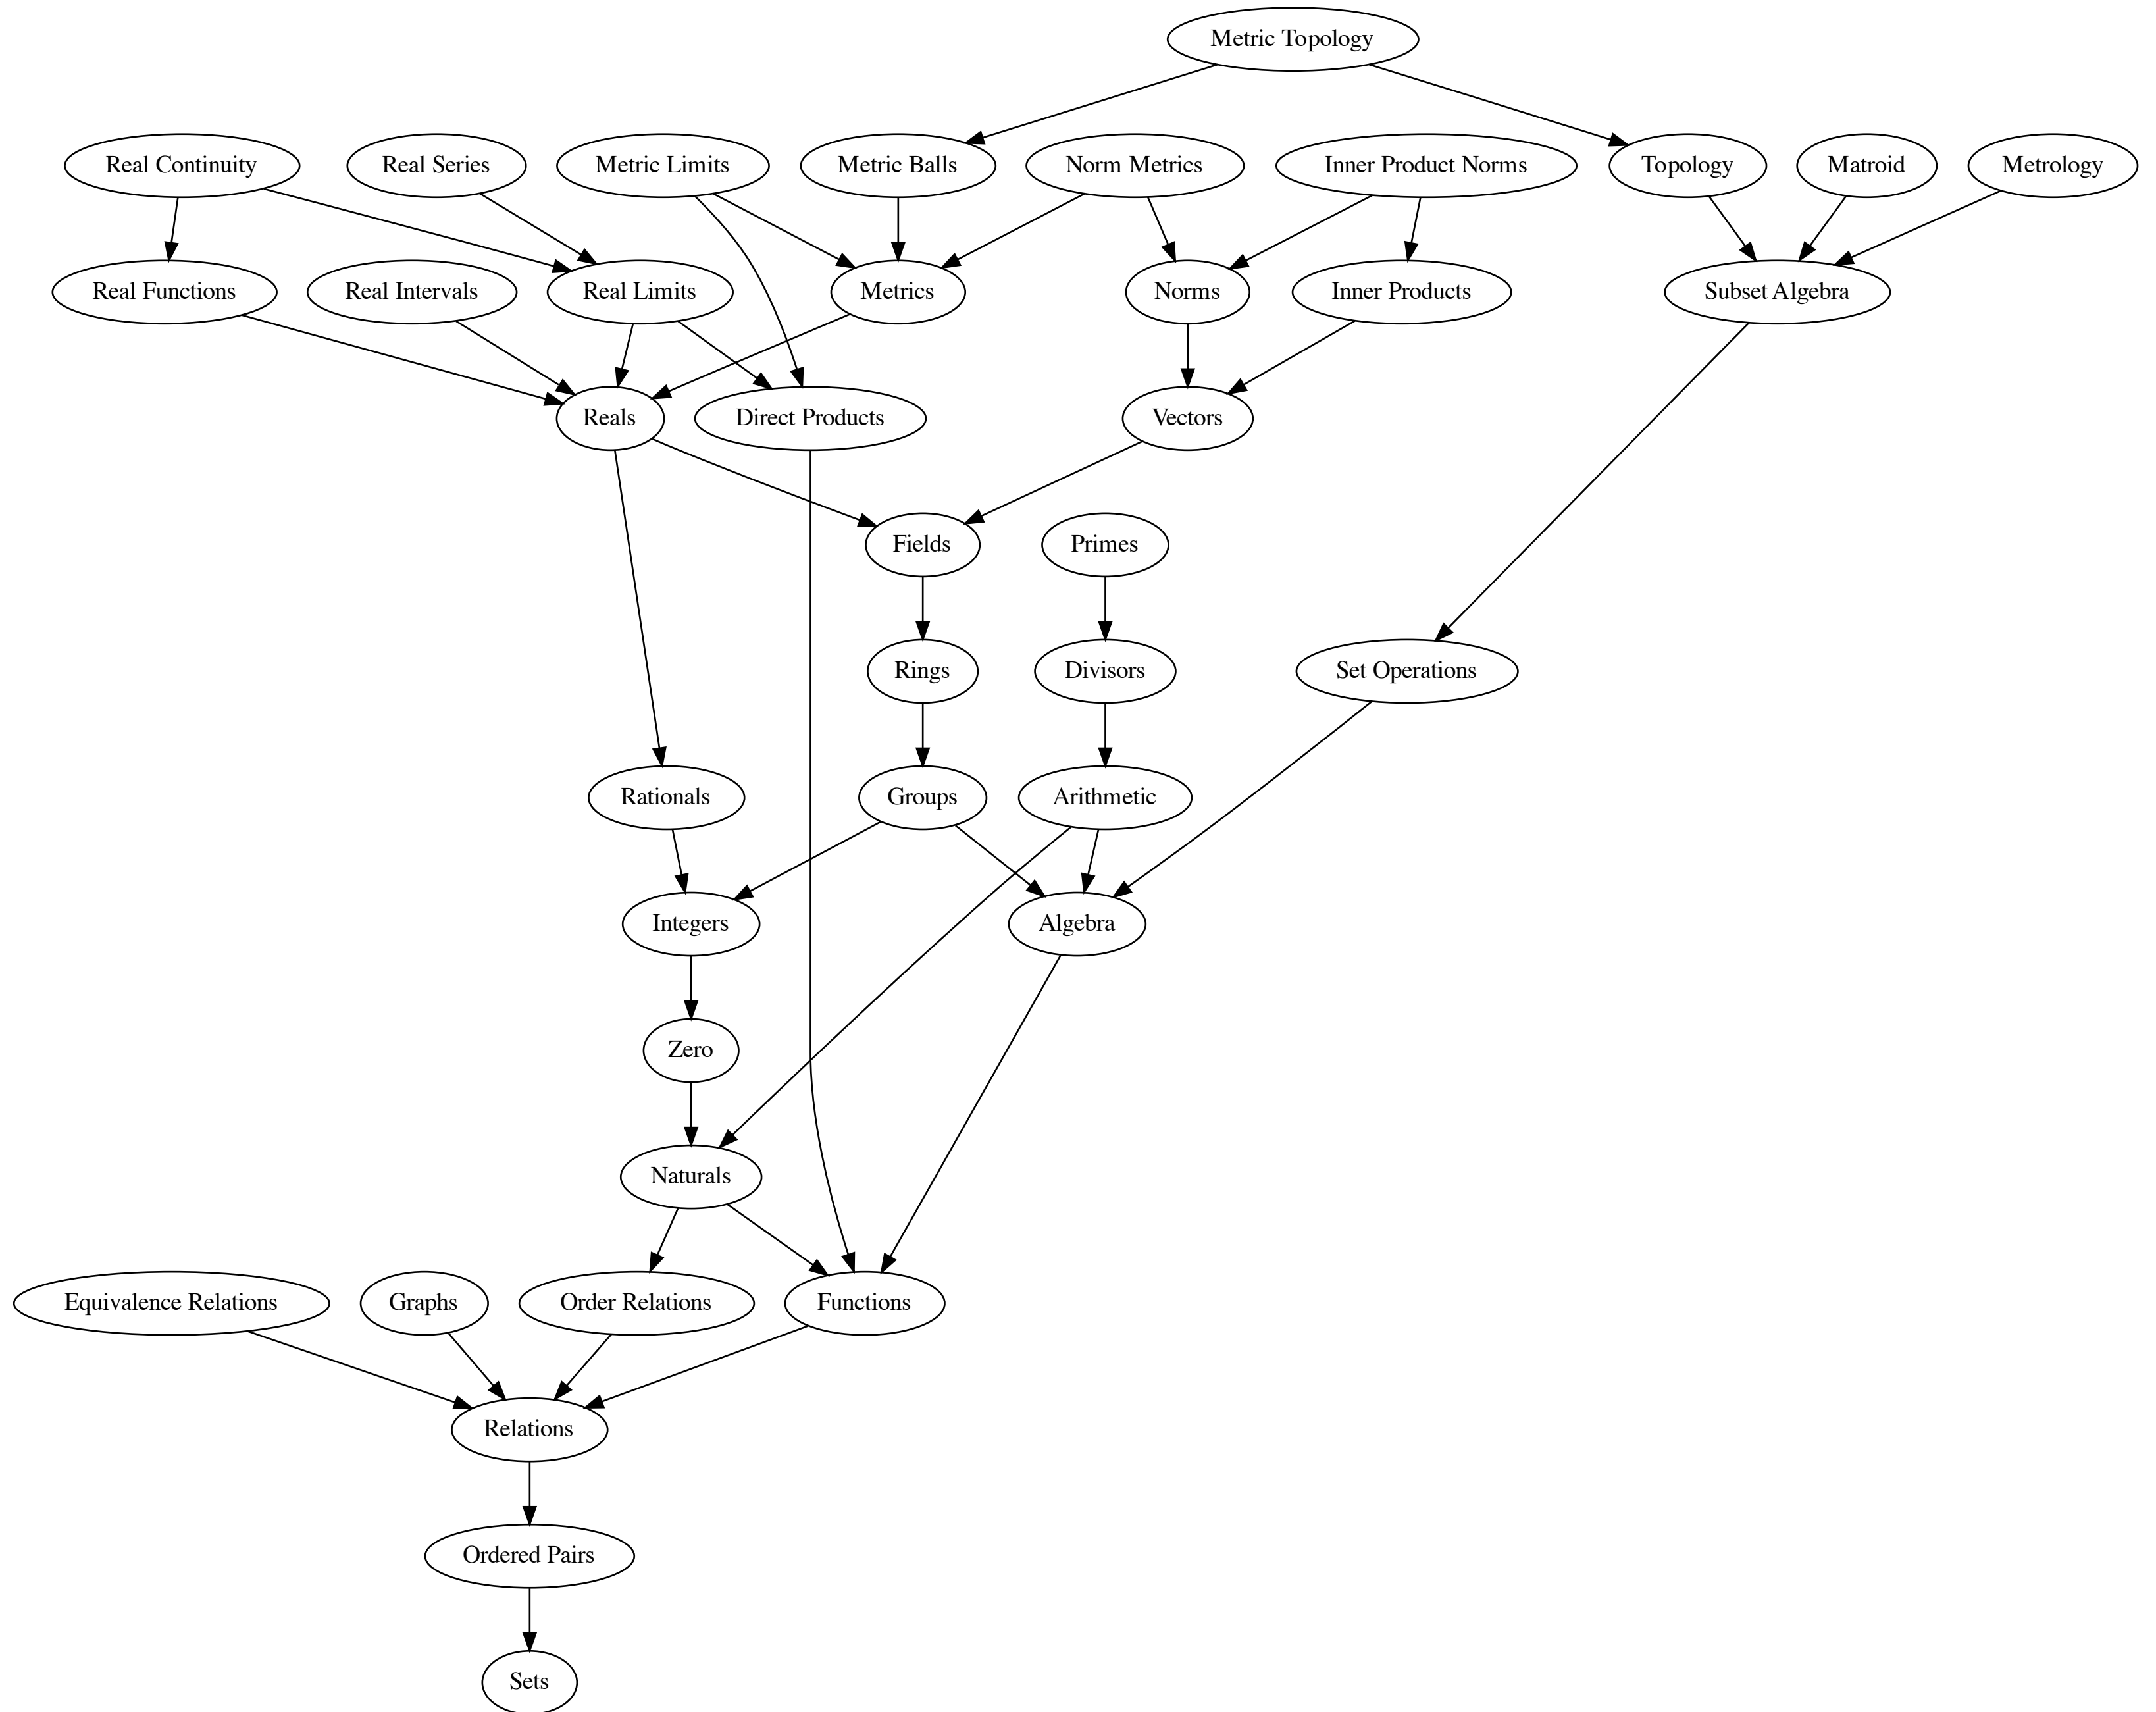 Metric Topology
Real Continuity
Real Series
Metric Limits
Metric Balls
Norm Metrics
Inner Product Norms
Topology
Matroid
Metrology
Real Functions
Real Intervals
Real Limits
Metrics
Norms
Inner Products
Subset Algebra
Reals
Direct Products
Vectors
Fields
Primes
Rings
Divisors
Set Operations
Rationals
Groups
Arithmetic
Integers
Algebra
Zero
Naturals
Equivalence Relations
Graphs
Order Relations
Functions
Relations
Ordered Pairs
Sets